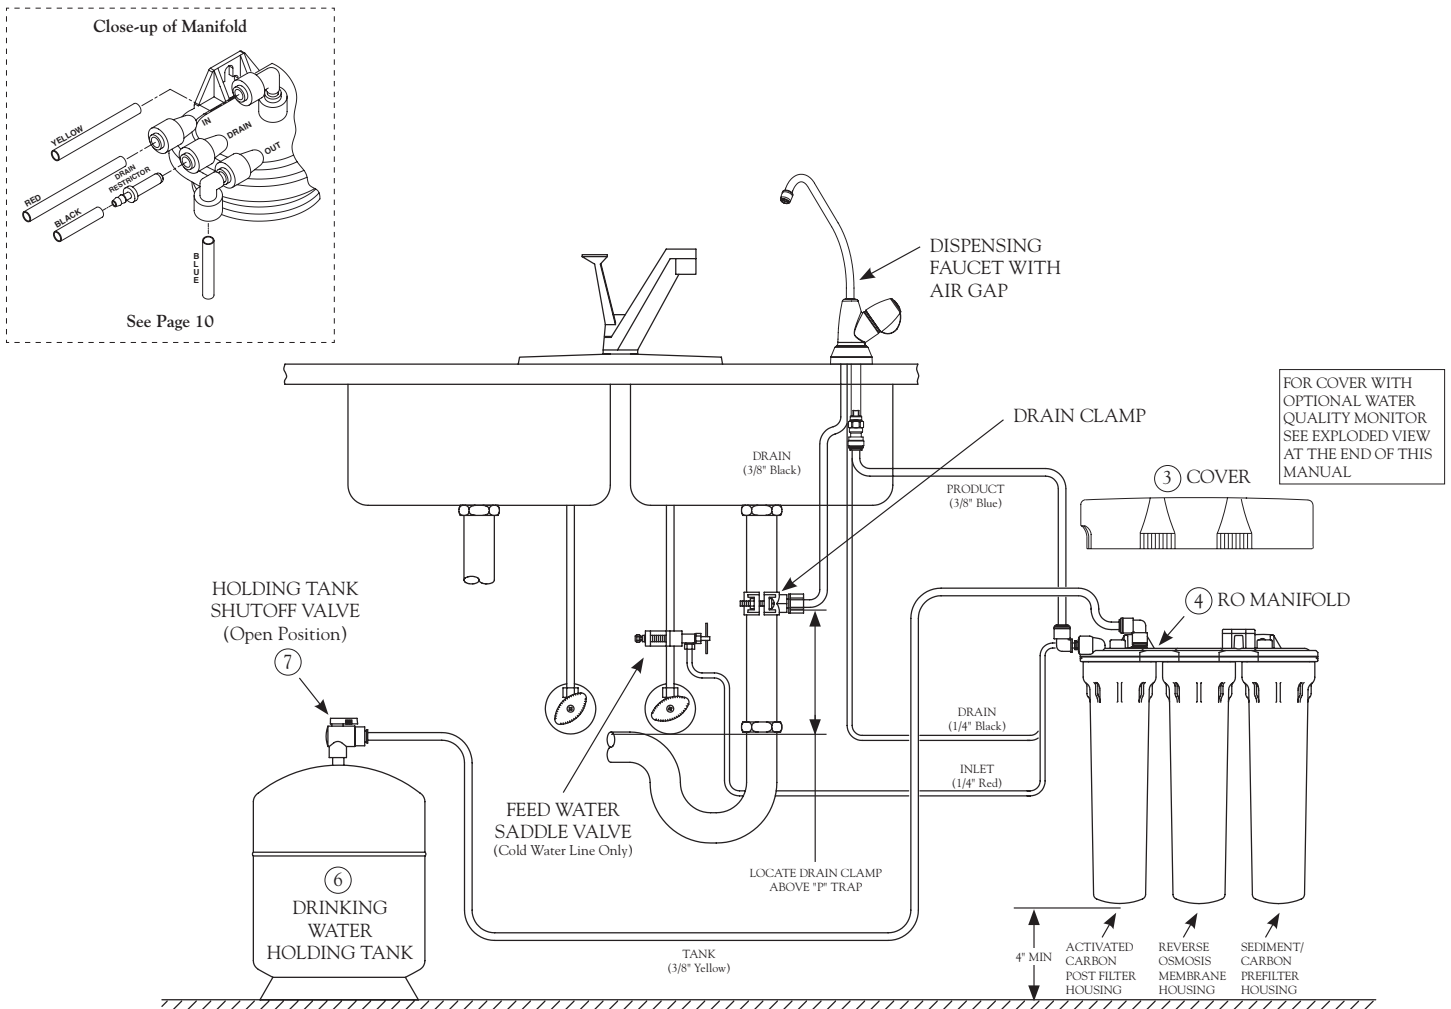 Close-up of Manifold
YELLOW
IN
DRAIN
OUT
RED
DRAIN
RESTRICTOR
BLACK
BLUE
See Page 10
DISPENSING
FAUCET WITH
AIR GAP
FOR COVER WITH
OPTIONAL WATER
QUALITY MONITOR
SEE EXPLODED VIEW
AT THE END OF THIS
MANUAL
DRAIN CLAMP
DRAIN
(3/8" Black)
PRODUCT
(3/8" Blue)
3 COVER
HOLDING TANK
SHUTOFF VALVE
(Open Position)
7
4 RO MANIFOLD
DRAIN
(1/4" Black)
INLET
(1/4" Red)
FEED WATER
SADDLE VALVE
(Cold Water Line Only)
LOCATE DRAIN CLAMP
ABOVE "P" TRAP
6
DRINKING
WATER
HOLDING TANK
TANK
(3/8" Yellow)
4" MIN
ACTIVATED
CARBON
POST FILTER
HOUSING
REVERSE
OSMOSIS
MEMBRANE
HOUSING
SEDIMENT/
CARBON
PREFILTER
HOUSING